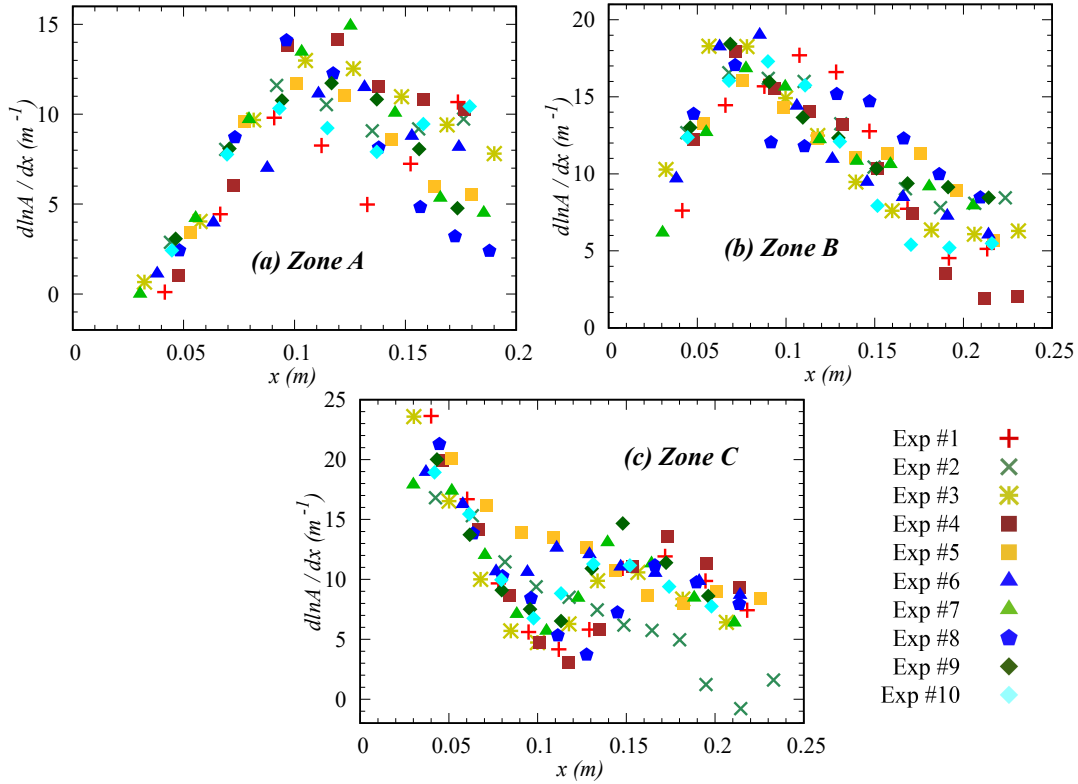 15
10
5
0
0
0.05
0.1
0.15
0.2
dlnA / dx (m⁻¹)
x (m)
(a) Zone A
20
15
10
5
0
0
0.05
0.1
0.15
0.2
0.25
dlnA / dx (m⁻¹)
x (m)
(b) Zone B
25
20
15
10
5
0
0
0.05
0.1
0.15
0.2
0.25
dlnA / dx (m⁻¹)
x (m)
(c) Zone C
Exp #1
Exp #2
Exp #3
Exp #4
Exp #5
Exp #6
Exp #7
Exp #8
Exp #9
Exp #10